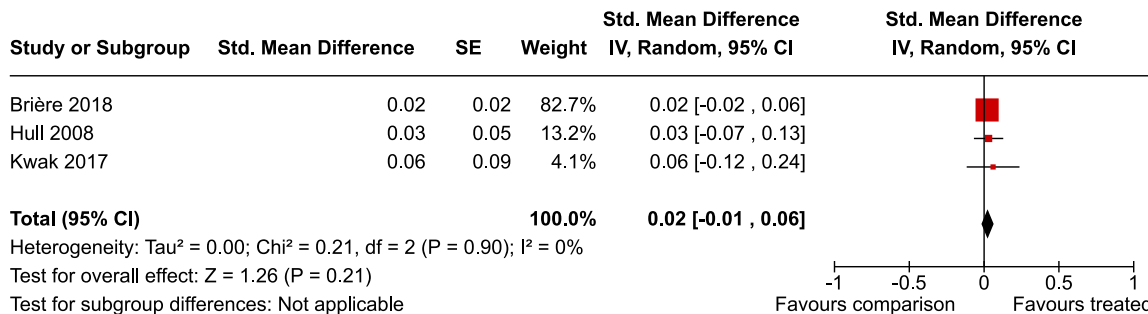 Std. Mean Difference Std. Mean Difference
Study or Subgroup Std. Mean Difference SE Weight IV, Random, 95% CI IV, Random, 95% CI
Brière 2018 0.02 0.02 82.7% 0.02 [-0.02 , 0.06]
Hull 2008 0.03 0.05 13.2% 0.03 [-0.07 , 0.13]
Kwak 2017 0.06 0.09 4.1% 0.06 [-0.12 , 0.24]
Total (95% CI) 100.0% 0.02 [-0.01 , 0.06]
Heterogeneity: Tau² = 0.00; Chi² = 0.21, df = 2 (P = 0.90); I² = 0%
Test for overall effect: Z = 1.26 (P = 0.21)
-1 -0.5 0 0.5 1
Test for subgroup differences: Not applicable Favours comparison Favours treated